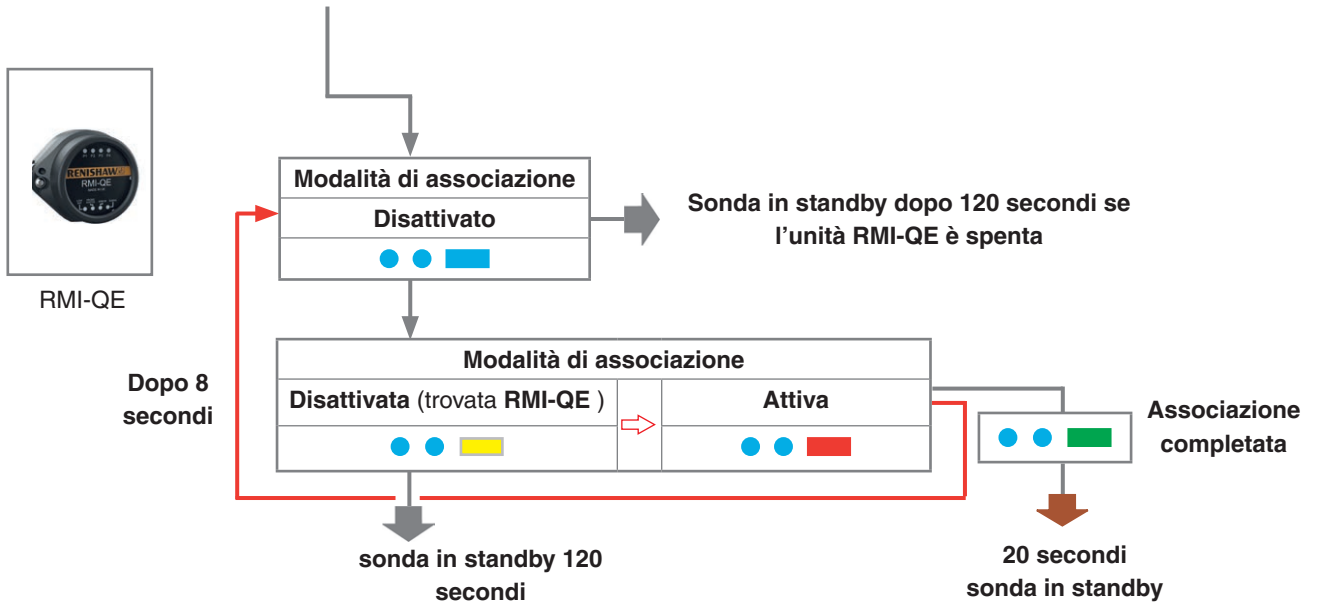 RENISHAW
RMI-QE
RMI-QE
Modalità di associazione
Disattivato
Sonda in standby dopo 120 secondi se
l'unità RMI-QE è spenta
Dopo 8
secondi
Modalità di associazione
Disattivata (trovata RMI-QE )
Attiva
Associazione
completata
sonda in standby 120
secondi
20 secondi
sonda in standby